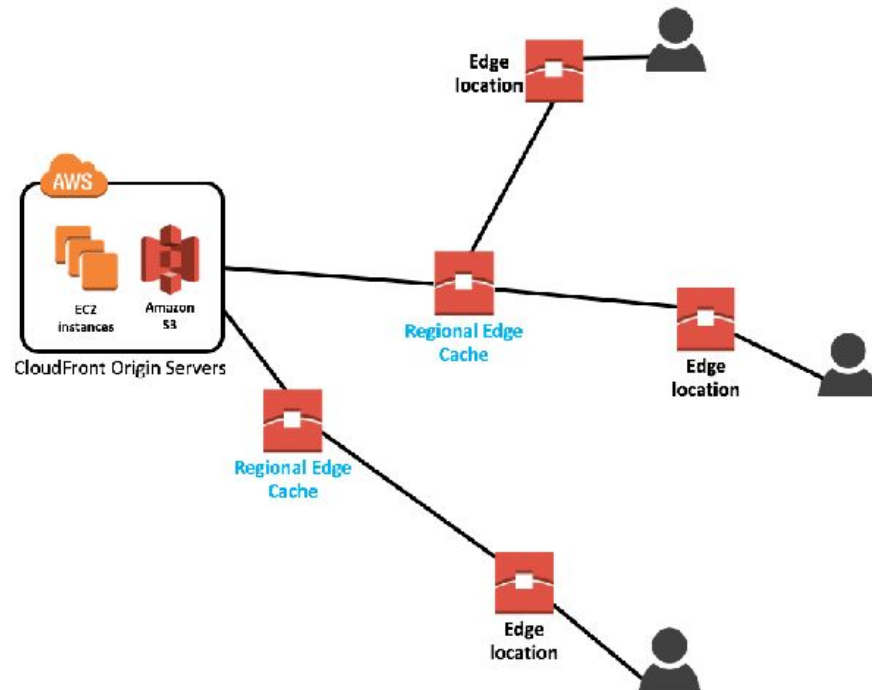 Edge
location
AWS
EC2
instances
Amazon
S3
CloudFront Origin Servers
Regional Edge
Cache
Edge
location
Regional Edge
Cache
Edge
location